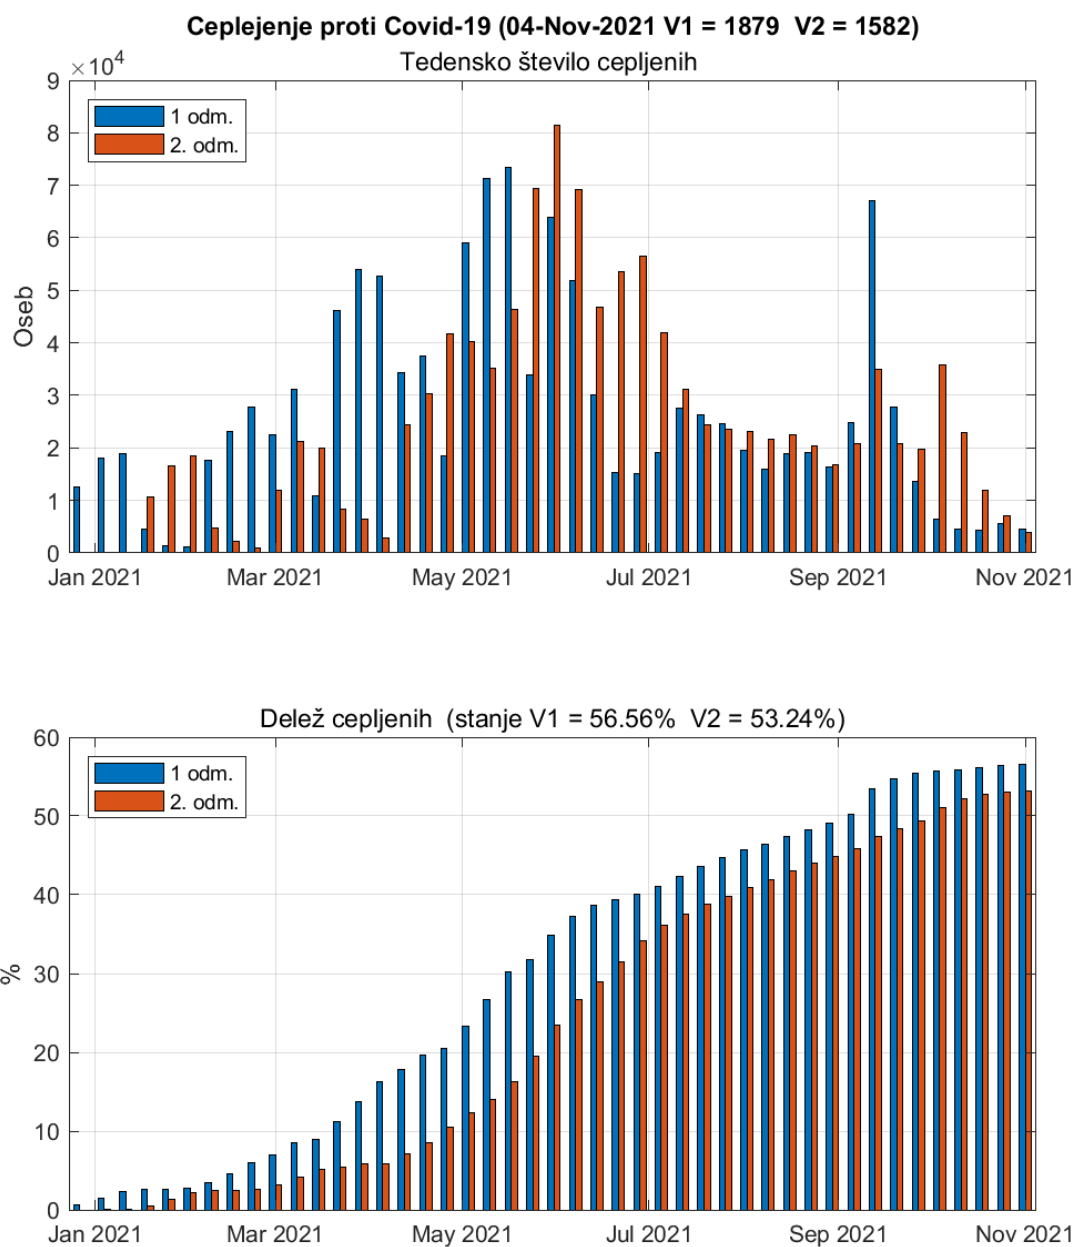 Ceplejenje proti Covid-19 (04-Nov-2021 V1 = 1879 V2 = 1582)
Tedensko število cepljenih
×10⁴
9
8
7
6
5
4
3
2
1
0
Oseb
1 odm.
2. odm.
Jan 2021 Mar 2021 May 2021 Jul 2021 Sep 2021 Nov 2021
Delež cepljenih (stanje V1 = 56.56% V2 = 53.24%)
60
50
40
30
20
10
0
%
1 odm.
2. odm.
Jan 2021 Mar 2021 May 2021 Jul 2021 Sep 2021 Nov 2021